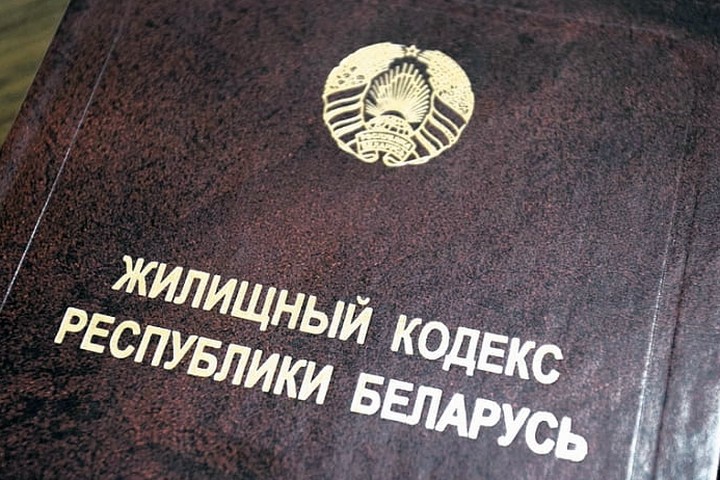 ЖИЛИЩНЫЙ КОДЕКС
РЕСПУБЛИКИ БЕЛАРУСЬ